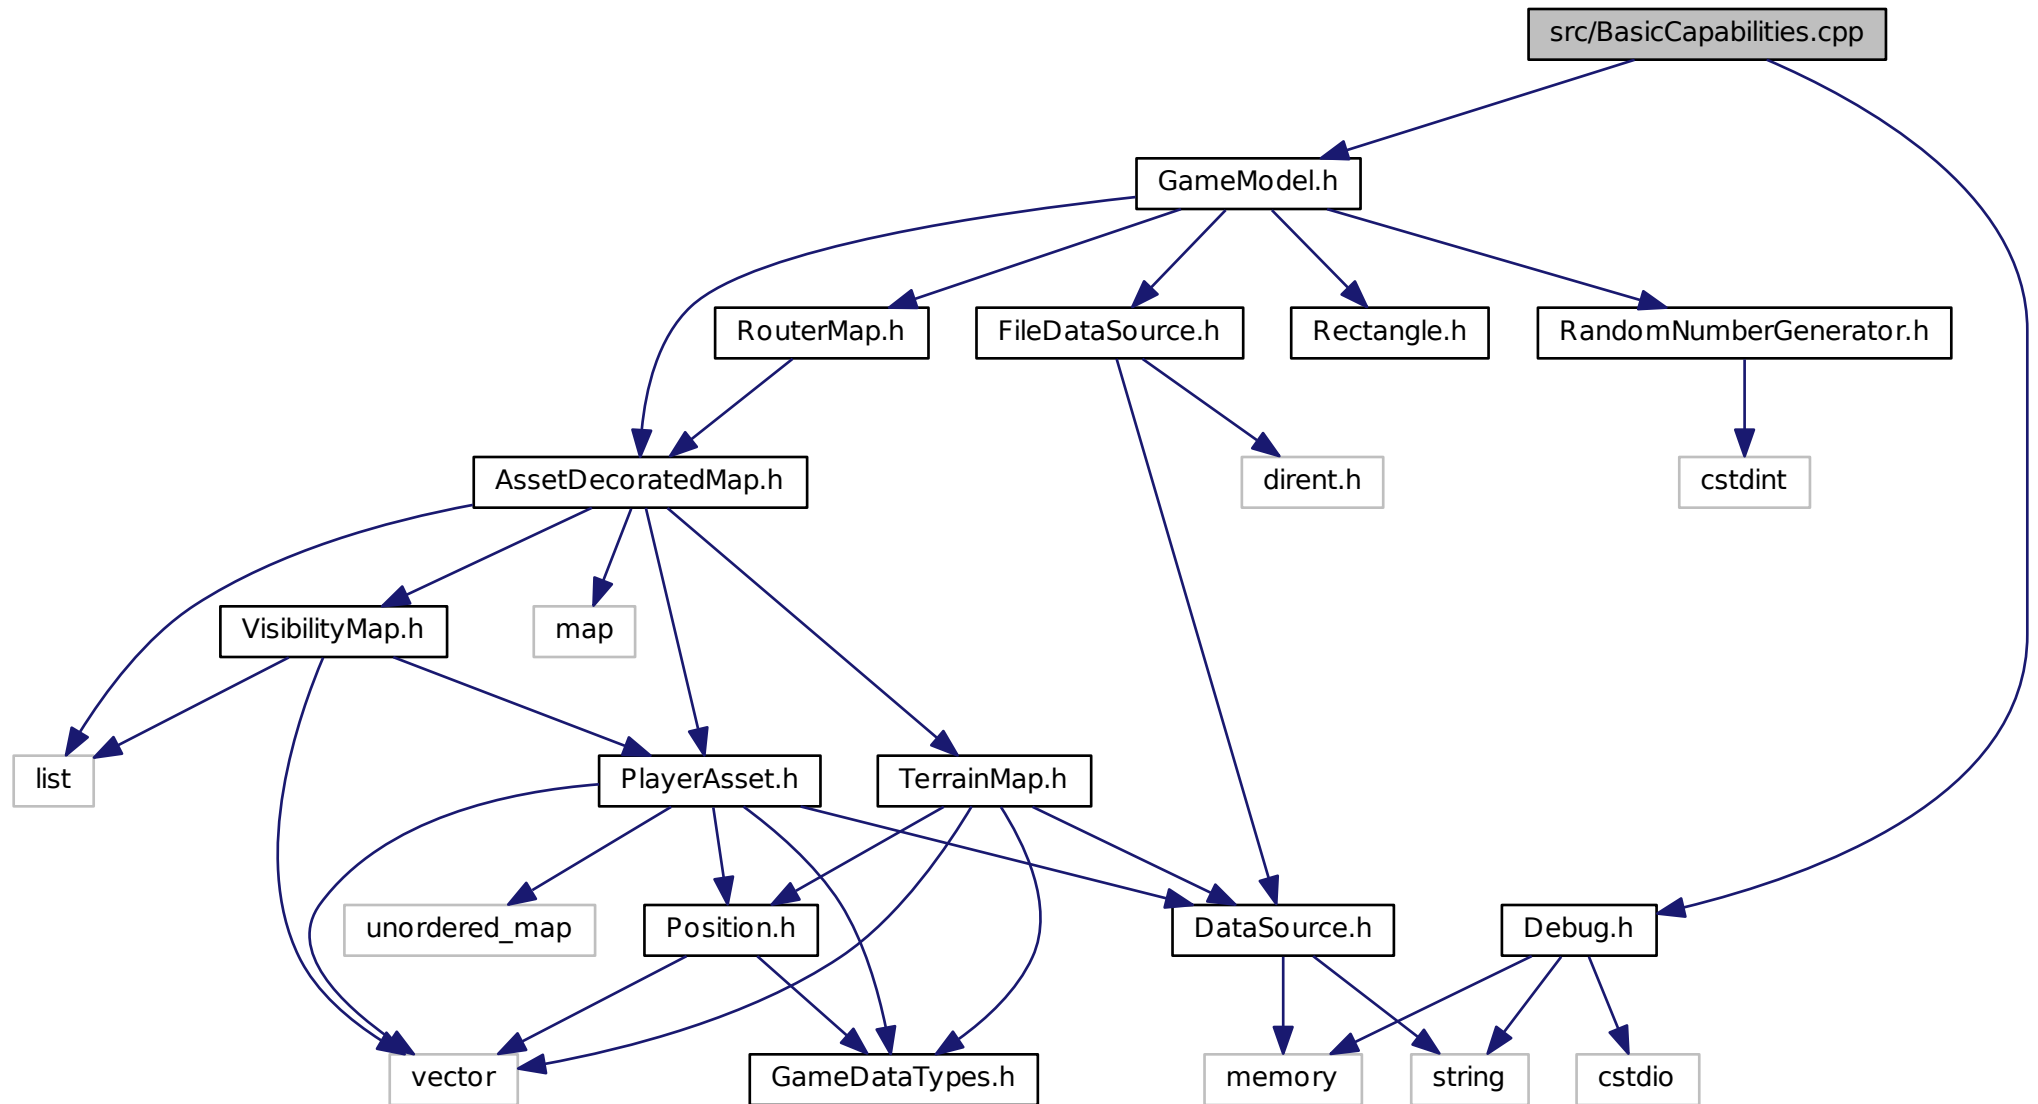 src/BasicCapabilities.cpp
GameModel.h
RouterMap.h
FileDataSource.h
Rectangle.h
RandomNumberGenerator.h
AssetDecoratedMap.h
dirent.h
cstdint
VisibilityMap.h
map
list
PlayerAsset.h
TerrainMap.h
unordered_map
Position.h
DataSource.h
Debug.h
vector
GameDataTypes.h
memory
string
cstdio